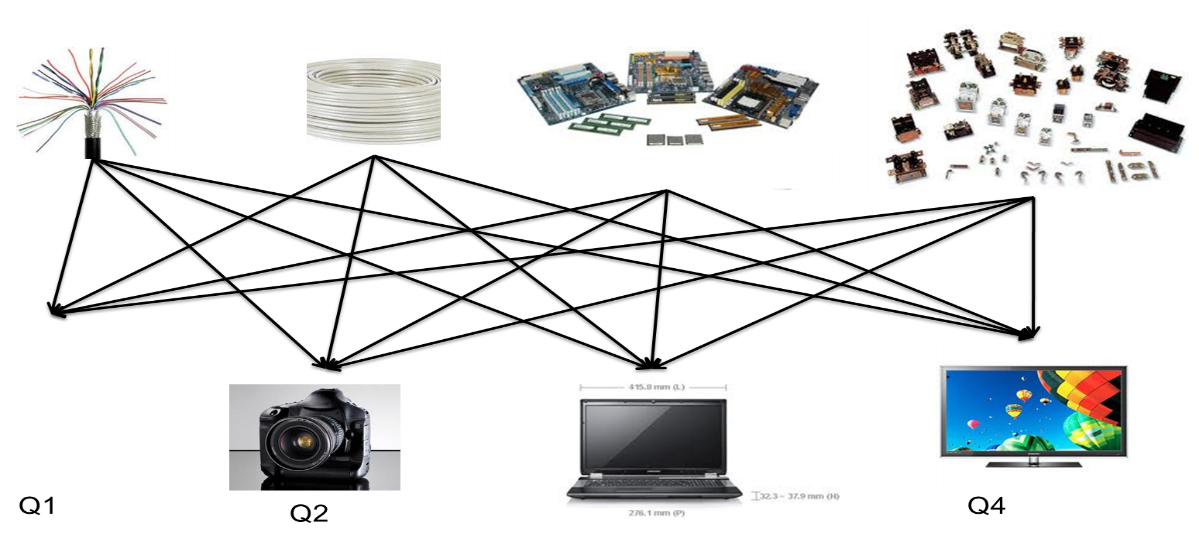 415.8 mm (L)
32.3 ~ 37.9 mm (H)
Q1
Q2
276.1 mm (P)
Q4